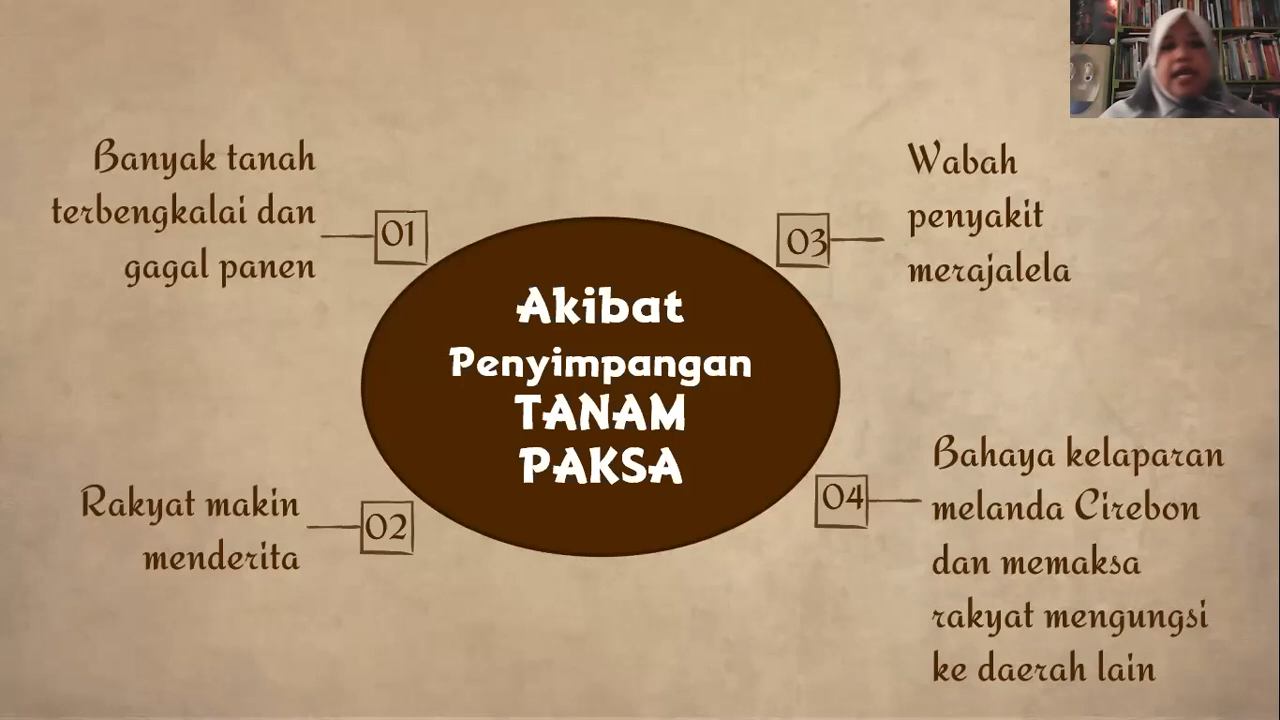 Akibat
Penyimpangan
TANAM
PAKSA
01
Banyak tanah
terbengkalai dan
gagal panen
02
Rakyat makin
menderita
03
Wabah
penyakit
merajalela
04
Bahaya kelaparan
melanda Cirebon
dan memaksa
rakyat mengungsi
ke daerah lain